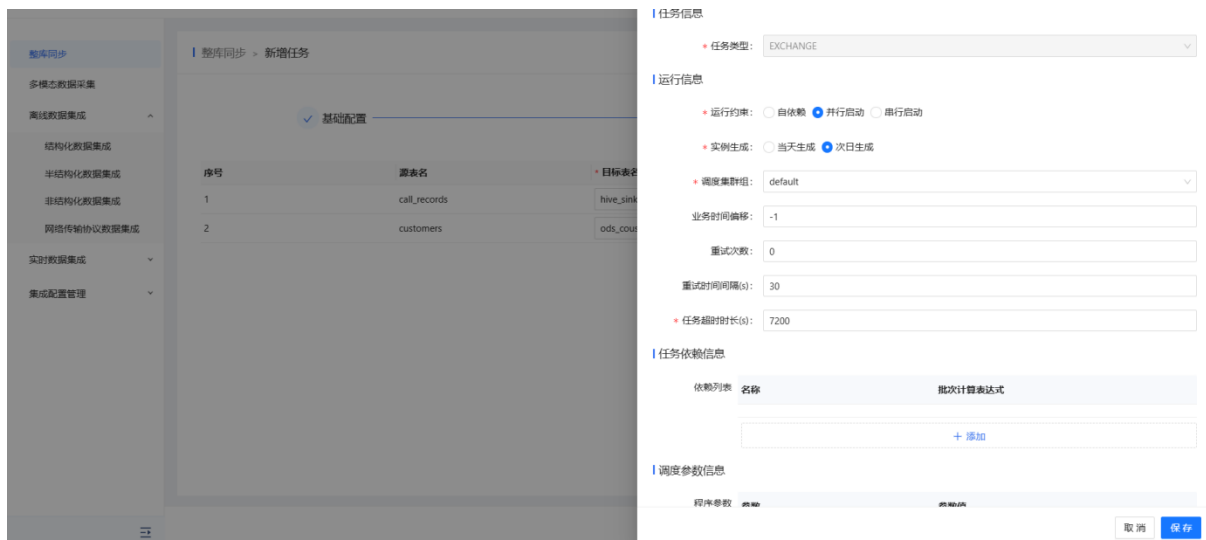 整库同步
多模态数据采集
离线数据集成
结构化数据集成
半结构化数据集成
非结构化数据集成
网络传输协议数据集成
实时数据集成
集成配置管理
整库同步 > 新增任务
基础配置
序号 源表名 * 目标表名
1 call_records hive_sink
2 customers ods_cous
任务信息
* 任务类型: EXCHANGE
运行信息
* 运行约束: 自依赖 并行启动 串行启动
* 实例生成: 当天生成 次日生成
* 调度集群组: default
业务时间偏移: -1
重试次数: 0
重试时间间隔(s): 30
* 任务超时时长(s): 7200
任务依赖信息
依赖列表 名称 批次计算表达式
+ 添加
调度参数信息
程序参数 参数 参数值
取消 保存